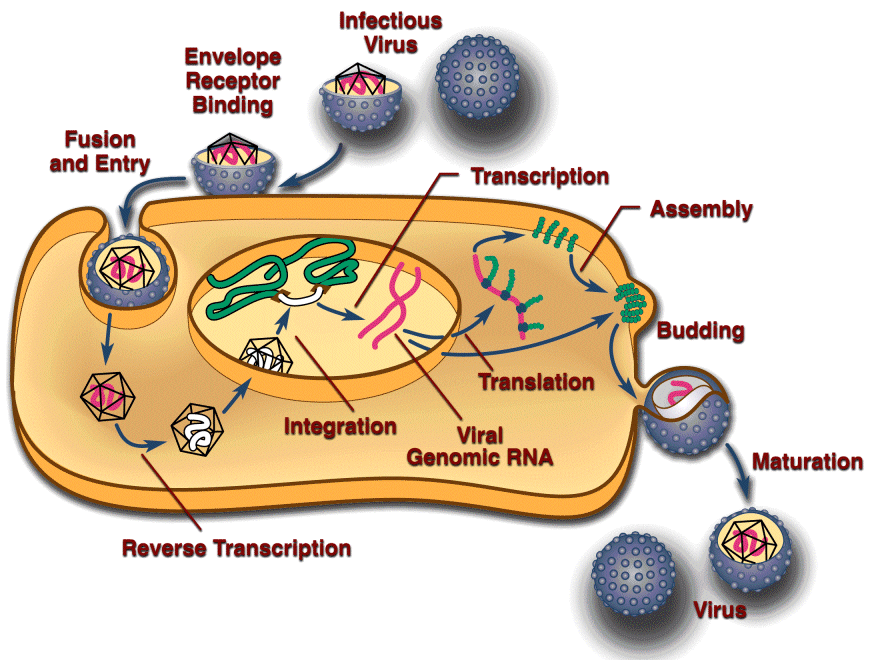 Infectious
Virus
Envelope
Receptor
Binding
Fusion
and Entry
Transcription
Assembly
Budding
Translation
Integration
Viral
Genomic RNA
Maturation
Reverse Transcription
Virus